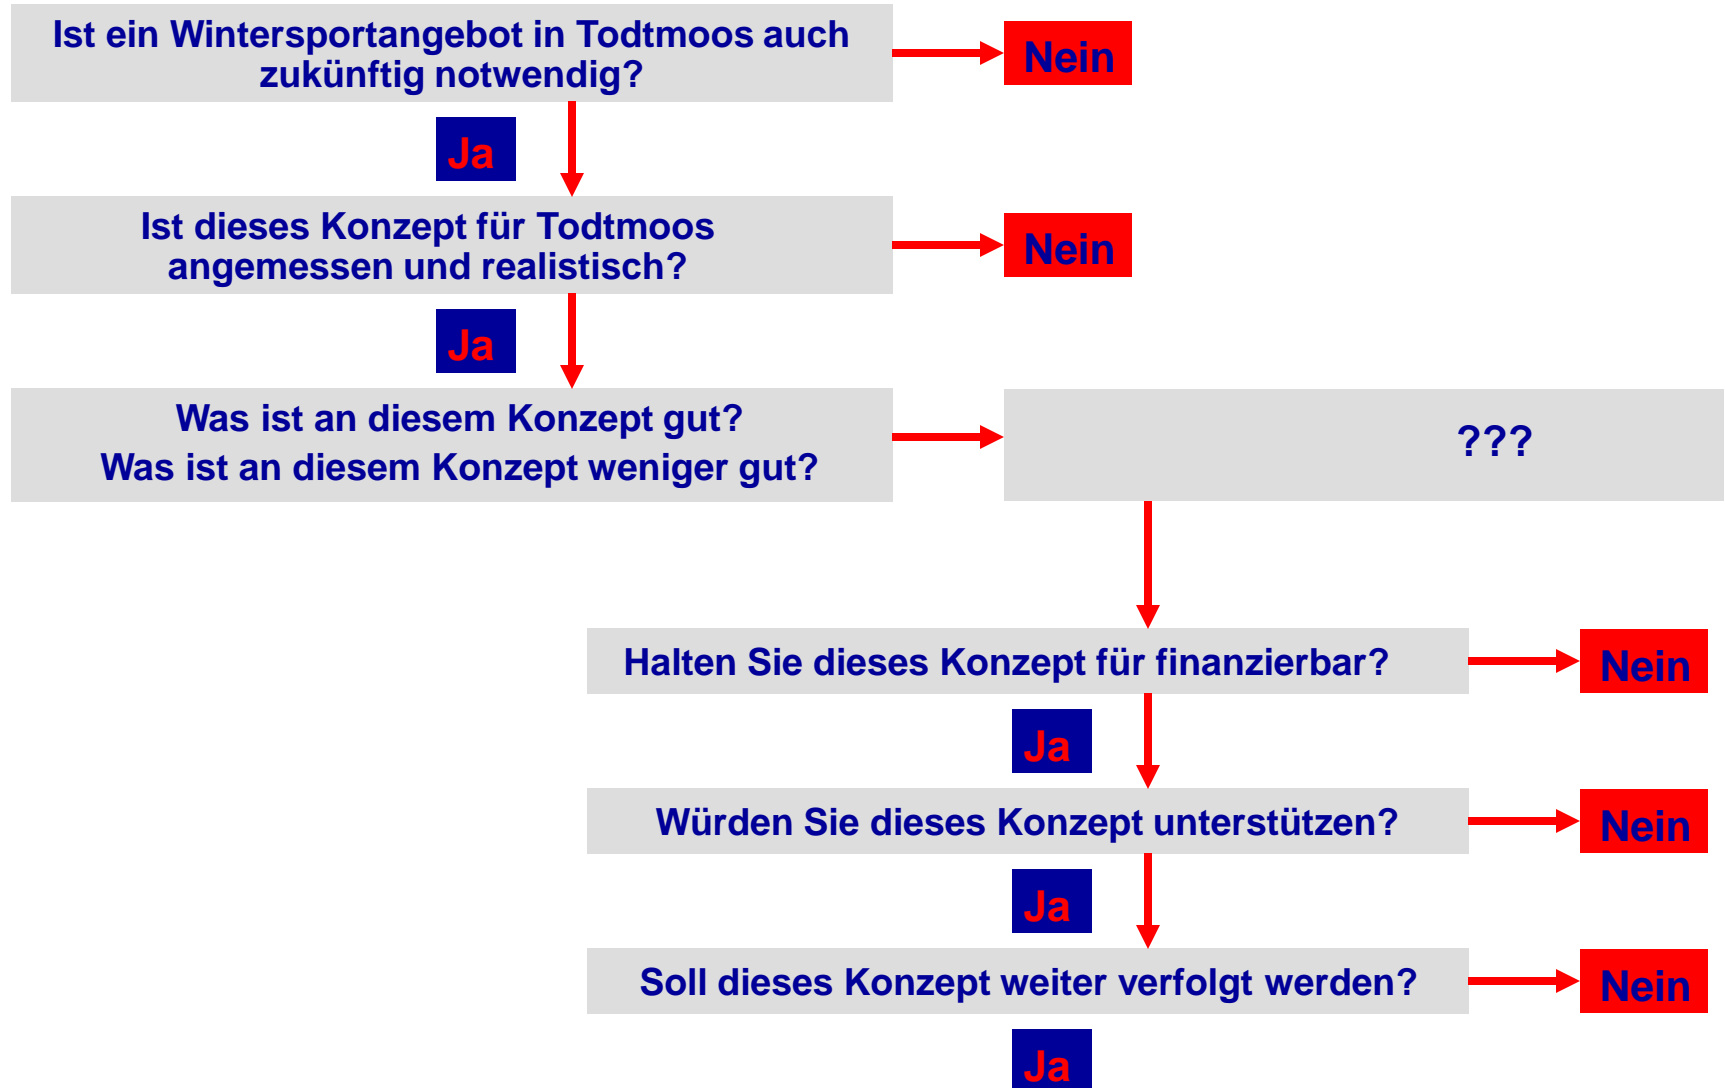 Ist ein Wintersportangebot in Todtmoos auch
zukünftig notwendig?
Nein
Ja
Ist dieses Konzept für Todtmoos
angemessen und realistisch?
Nein
Ja
Was ist an diesem Konzept gut?
Was ist an diesem Konzept weniger gut?
???
Halten Sie dieses Konzept für finanzierbar?
Nein
Ja
Würden Sie dieses Konzept unterstützen?
Nein
Ja
Soll dieses Konzept weiter verfolgt werden?
Nein
Ja